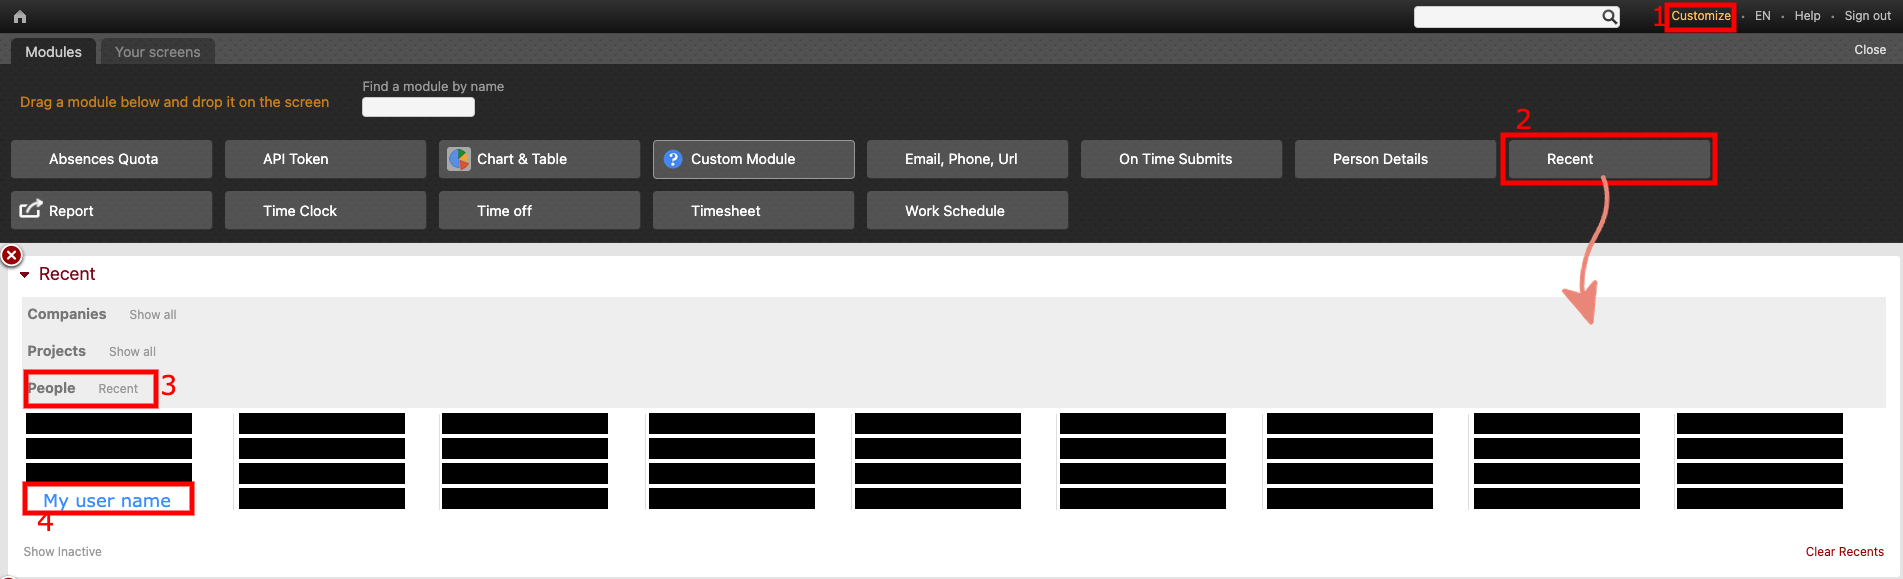 1 Customize · EN · Help · Sign out
Modules Your screens Close
Find a module by name
Drag a module below and drop it on the screen
2
Absences Quota API Token Chart & Table ? Custom Module Email, Phone, Url On Time Submits Person Details Recent
Report Time Clock Time off Timesheet Work Schedule
Recent
Companies Show all
Projects Show all
People Recent 3
My user name
4
Show Inactive Clear Recents